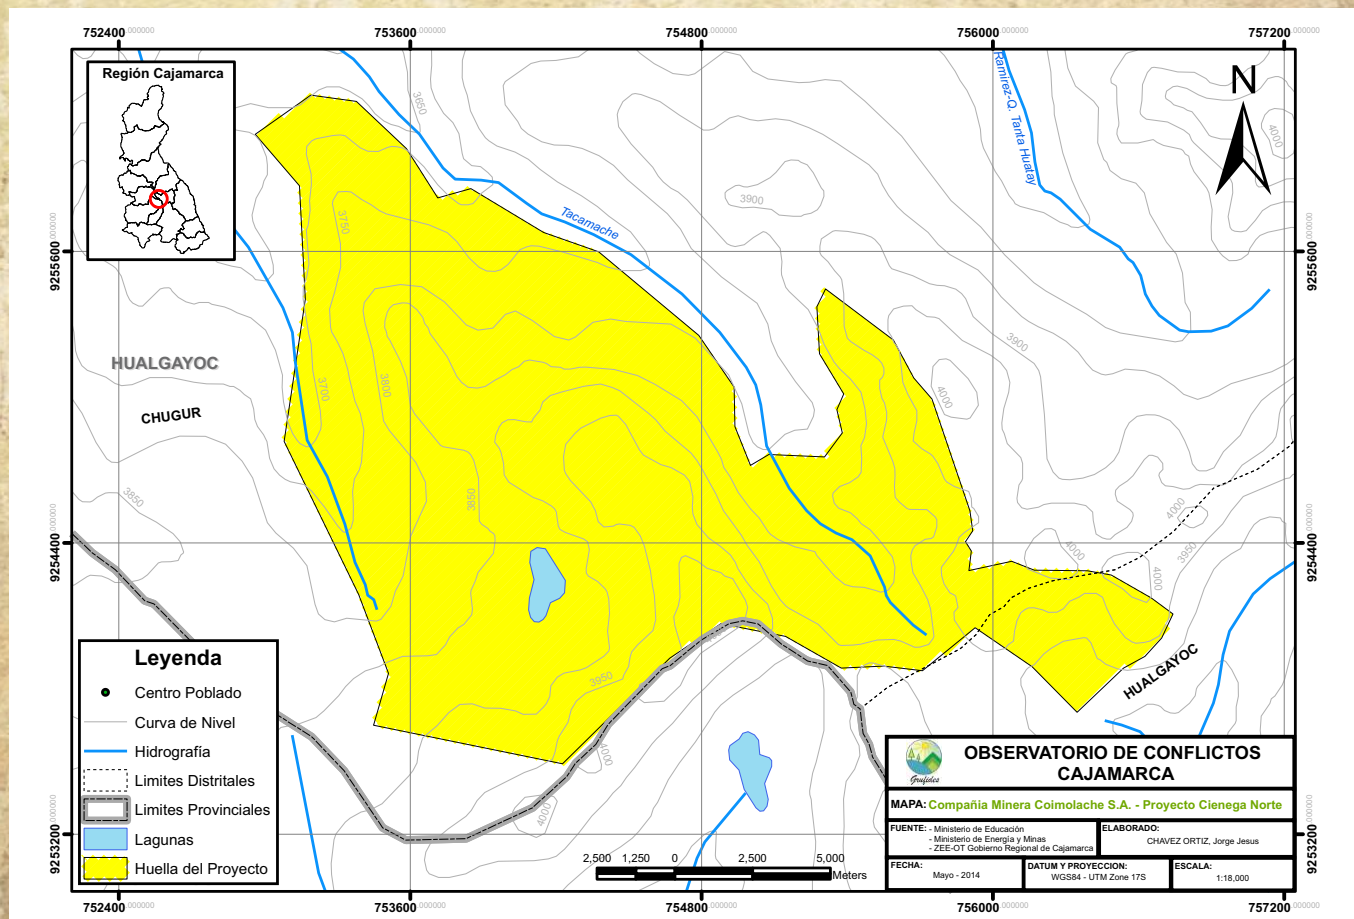 752400.000000 753600.000000 754800.000000 756000.000000 757200.000000
Región Cajamarca
N
3650
4000
Ramirez-Q. Tanta Huatay
3900
3750
Tacamache
9255600.000000
9255600.000000
3900
HUALGAYOC
3700
3800
4000
CHUGUR
3850
3850
4000
9254400.000000
9254400.000000
4000
3950
4000
HUALGAYOC
3950
4000
4000
Leyenda
Centro Poblado
Curva de Nivel
Hidrografía
Limites Distritales
Limites Provinciales
Lagunas
Huella del Proyecto
9253200.000000
9253200.000000
2,500 1,250 0 2,500 5,000
Meters
Grufides
OBSERVATORIO DE CONFLICTOS
CAJAMARCA
MAPA: Compañia Minera Coimolache S.A. - Proyecto Cienega Norte
FUENTE: - Ministerio de Educación
- Ministerio de Energía y Minas
- ZEE-OT Gobierno Regional de Cajamarca
ELABORADO:
CHAVEZ ORTIZ, Jorge Jesus
FECHA:
Mayo - 2014
DATUM Y PROYECCION:
WGS84 - UTM Zone 17S
ESCALA:
1:18,000
752400.000000 753600.000000 754800.000000 756000.000000 757200.000000